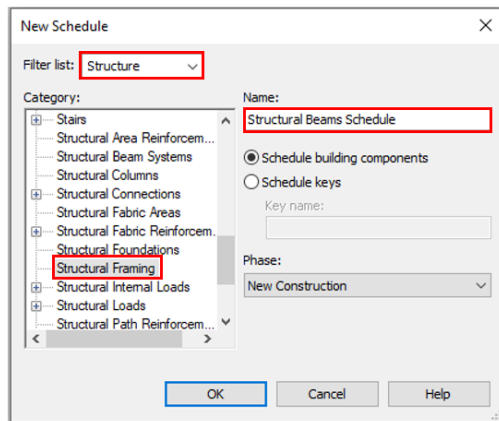 New Schedule
Filter list: Structure
Category:
Stairs
Structural Area Reinforcem...
Structural Beam Systems
Structural Columns
Structural Connections
Structural Fabric Areas
Structural Fabric Reinforcem.
Structural Foundations
Structural Framing
Structural Internal Loads
Structural Loads
Structural Path Reinforcem...
Name:
Structural Beams Schedule
Schedule building components
Schedule keys
Key name:
Phase:
New Construction
OK Cancel Help